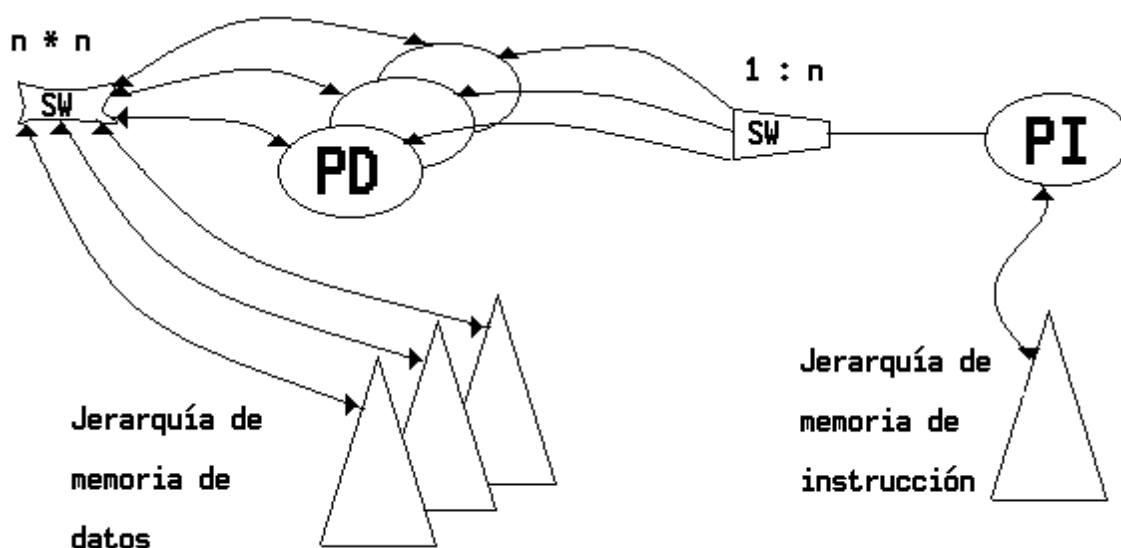 n * n
1 : n
SW
PD
SW
PI
Jerarquía de
memoria de
datos
Jerarquía de
memoria de
instrucción